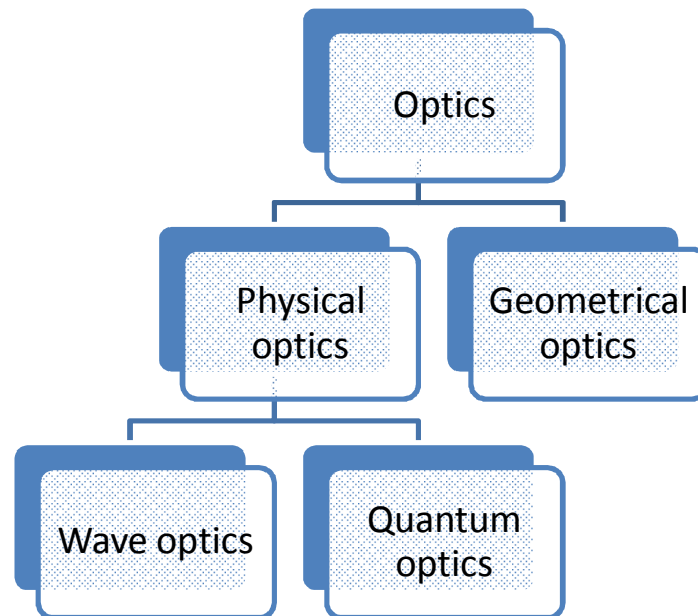 Optics
Physical
optics
Geometrical
optics
Wave optics
Quantum
optics